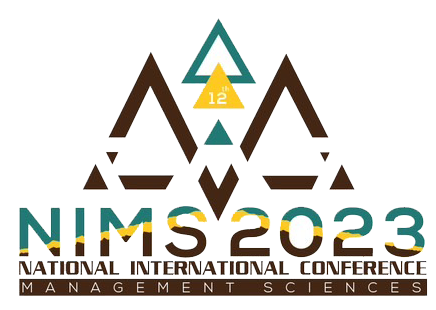 12th
NIMS 2023
NATIONAL INTERNATIONAL CONFERENCE
MANAGEMENT SCIENCES